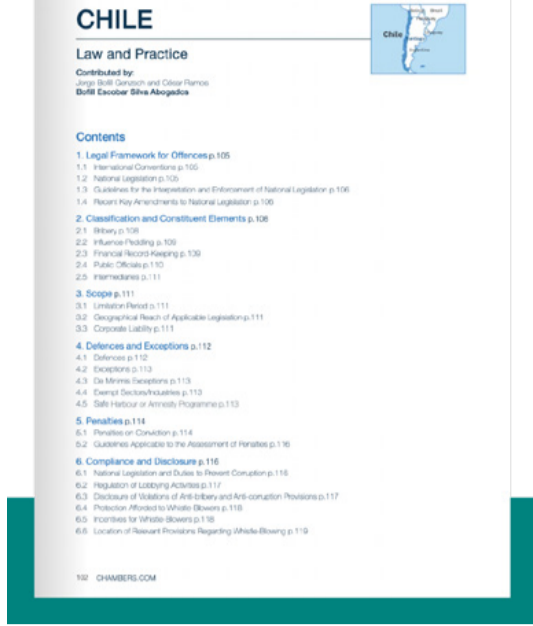 CHILE
Chile
Law and Practice
Contributed by:
Jorge Bofill Genzsch and César Ramos
Bofill Escobar Silva Abogados
Contents
1. Legal Framework for Offences p.105
1.1 International Conventions p.105
1.2 National Legislation p.105
1.3 Guidelines for the Interpretation and Enforcement of National Legislation p.106
1.4 Recent Key Amendments to National Legislation p.106
2. Classification and Constituent Elements p.108
2.1 Bribery p.108
2.2 Influence-Peddling p.109
2.3 Financial Record-Keeping p.109
2.4 Public Officials p.110
2.5 Intermediaries p.111
3. Scope p.111
3.1 Limitation Period p.111
3.2 Geographical Reach of Applicable Legislation p.111
3.3 Corporate Liability p.111
4. Defences and Exceptions p.112
4.1 Defences p.112
4.2 Exceptions p.113
4.3 De Minimis Exceptions p.113
4.4 Exempt Sectors/Industries p.113
4.5 Safe Harbour or Amnesty Programme p.113
5. Penalties p.114
5.1 Penalties on Conviction p.114
5.2 Guidelines Applicable to the Assessment of Penalties p.116
6. Compliance and Disclosure p.116
6.1 National Legislation and Duties to Prevent Corruption p.116
6.2 Regulation of Lobbying Activities p.117
6.3 Disclosure of Violations of Anti-bribery and Anti-corruption Provisions p.117
6.4 Protection Afforded to Whistle-Blowers p.118
6.5 Incentives for Whistle-Blowers p.118
6.6 Location of Relevant Provisions Regarding Whistle-Blowing p.119
102 CHAMBERS.COM